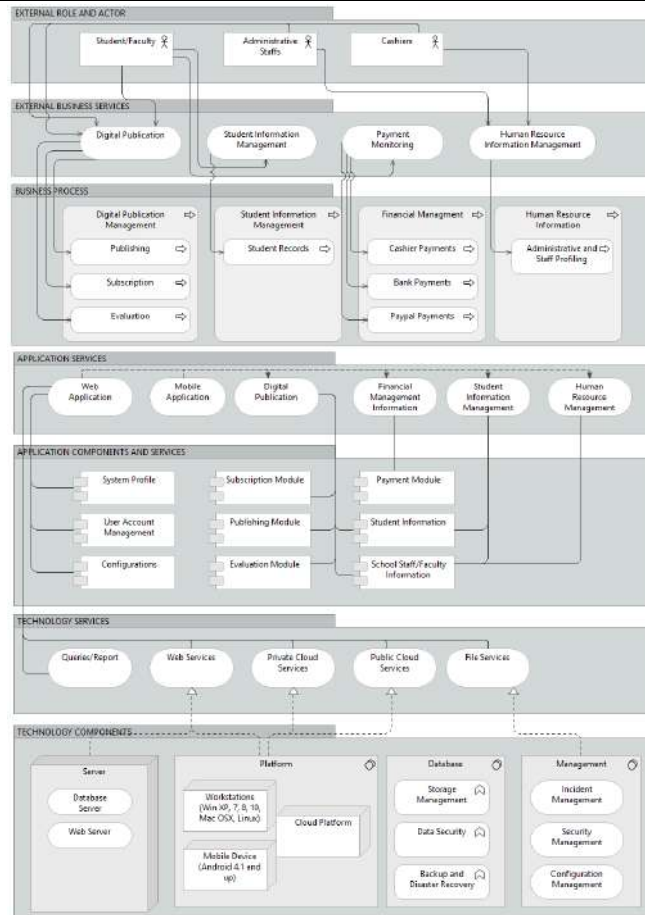 EXTERNAL ROLE AND ACTOR
Student/Faculty
Administrative
Staffs
Cashiers
EXTERNAL BUSINESS SERVICES
Digital Publication
Student Information
Management
Payment
Monitoring
Human Resource
Information Management
BUSINESS PROCESS
Digital Publication
Management
Publishing
Subscription
Evaluation
Student Information
Management
Student Records
Financial Managment
Cashier Payments
Bank Payments
Paypal Payments
Human Resource
Information
Administrative and
Staff Profiling
APPLICATION SERVICES
Web
Application
Mobile
Application
Digital
Publication
Financial
Management
Information
Student
Information
Management
Human
Resource
Management
APPLICATION COMPONENTS AND SERVICES
System Profile
Subscription Module
Payment Module
User Account
Management
Publishing Module
Student Information
Configurations
Evaluation Module
School Staff/Faculty
Information
TECHNOLOGY SERVICES
Queries/Report
Web Services
Private Cloud
Services
Public Cloud
Services
File Services
TECHNOLOGY COMPONENTS
Server
Database
Server
Web Server
Platform
Workstations
(Win XP, 7, 8, 10,
Mac OSX, Linux)
Cloud Platform
Mobile Device
(Android 4.1 and
up)
Database
Storage
Management
Data Security
Backup and
Disaster Recovery
Management
Incident
Management
Security
Management
Configuration
Management